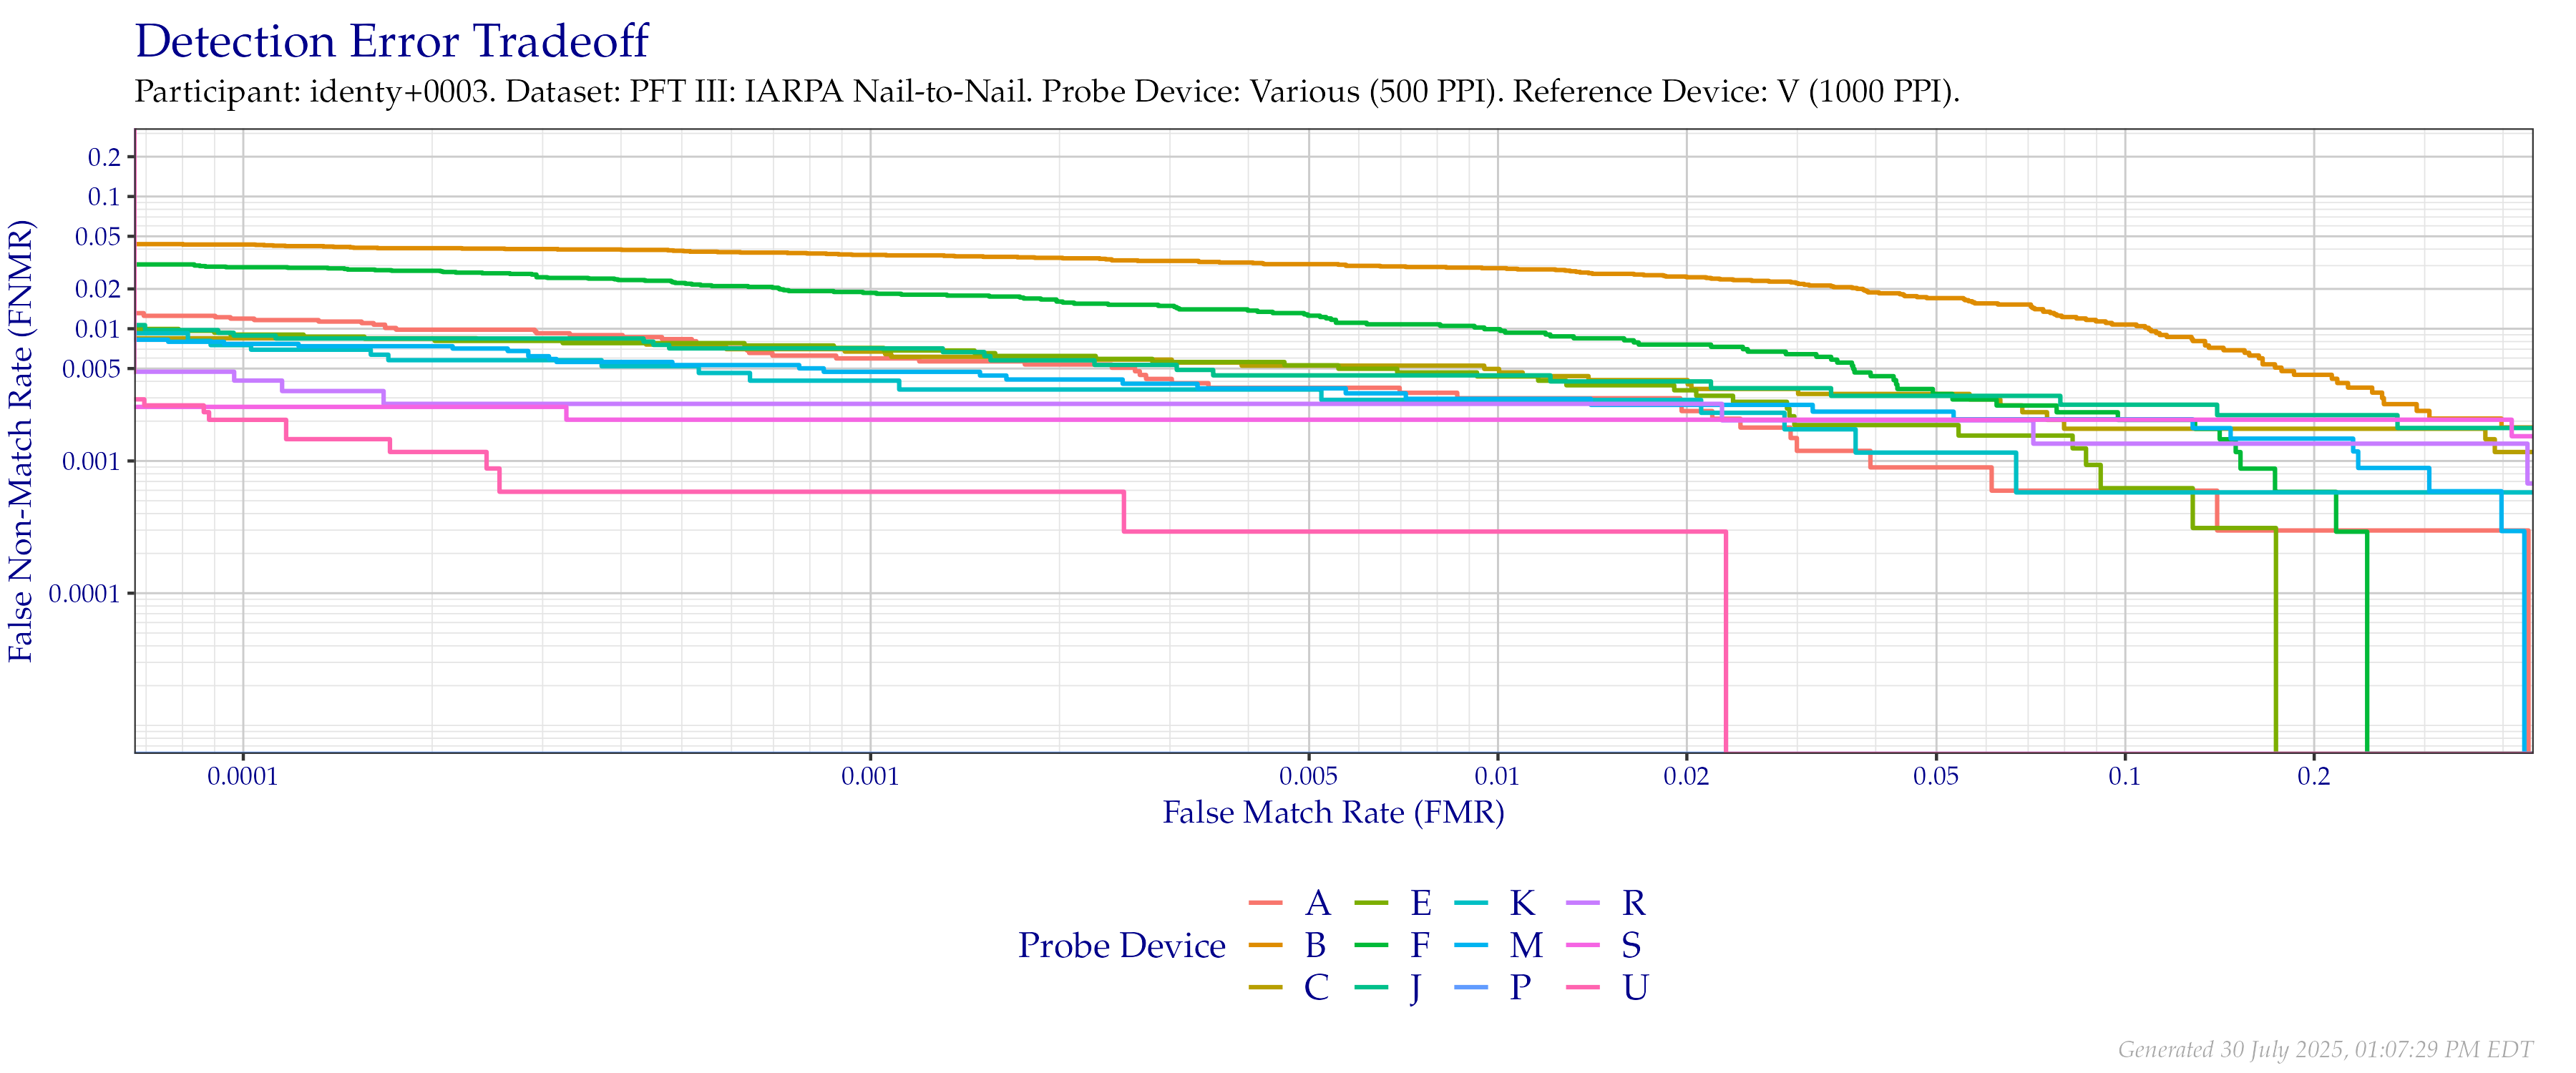 Detection Error Tradeoff
Participant: identy+0003. Dataset: PFT III: IARPA Nail-to-Nail. Probe Device: Various (500 PPI). Reference Device: V (1000 PPI).
False Non-Match Rate (FNMR)
0.2
0.1
0.05
0.02
0.01
0.005
0.001
0.0001
0.0001 0.001 0.005 0.01 0.02 0.05 0.1 0.2
False Match Rate (FMR)
Probe Device
A E K R
B F M S
C J P U
Generated 30 July 2025, 01:07:29 PM EDT